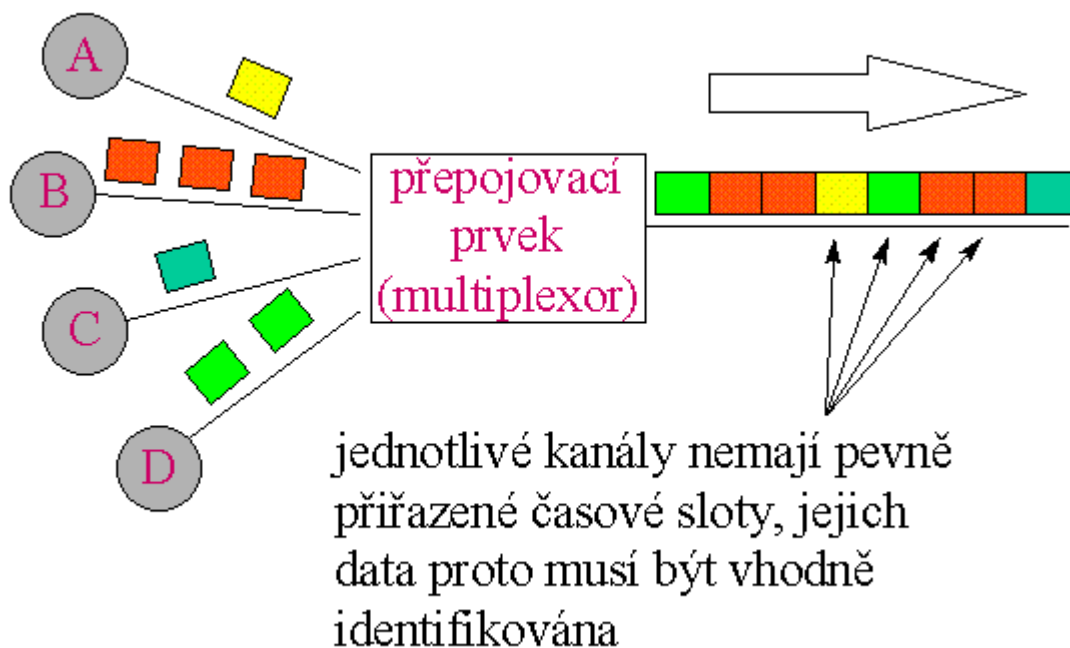 A
B
C
D
přepojovací
prvek
(multiplexor)
jednotlivé kanály nemají pevně
přiřazené časové sloty, jejich
data proto musí být vhodně
identifikována